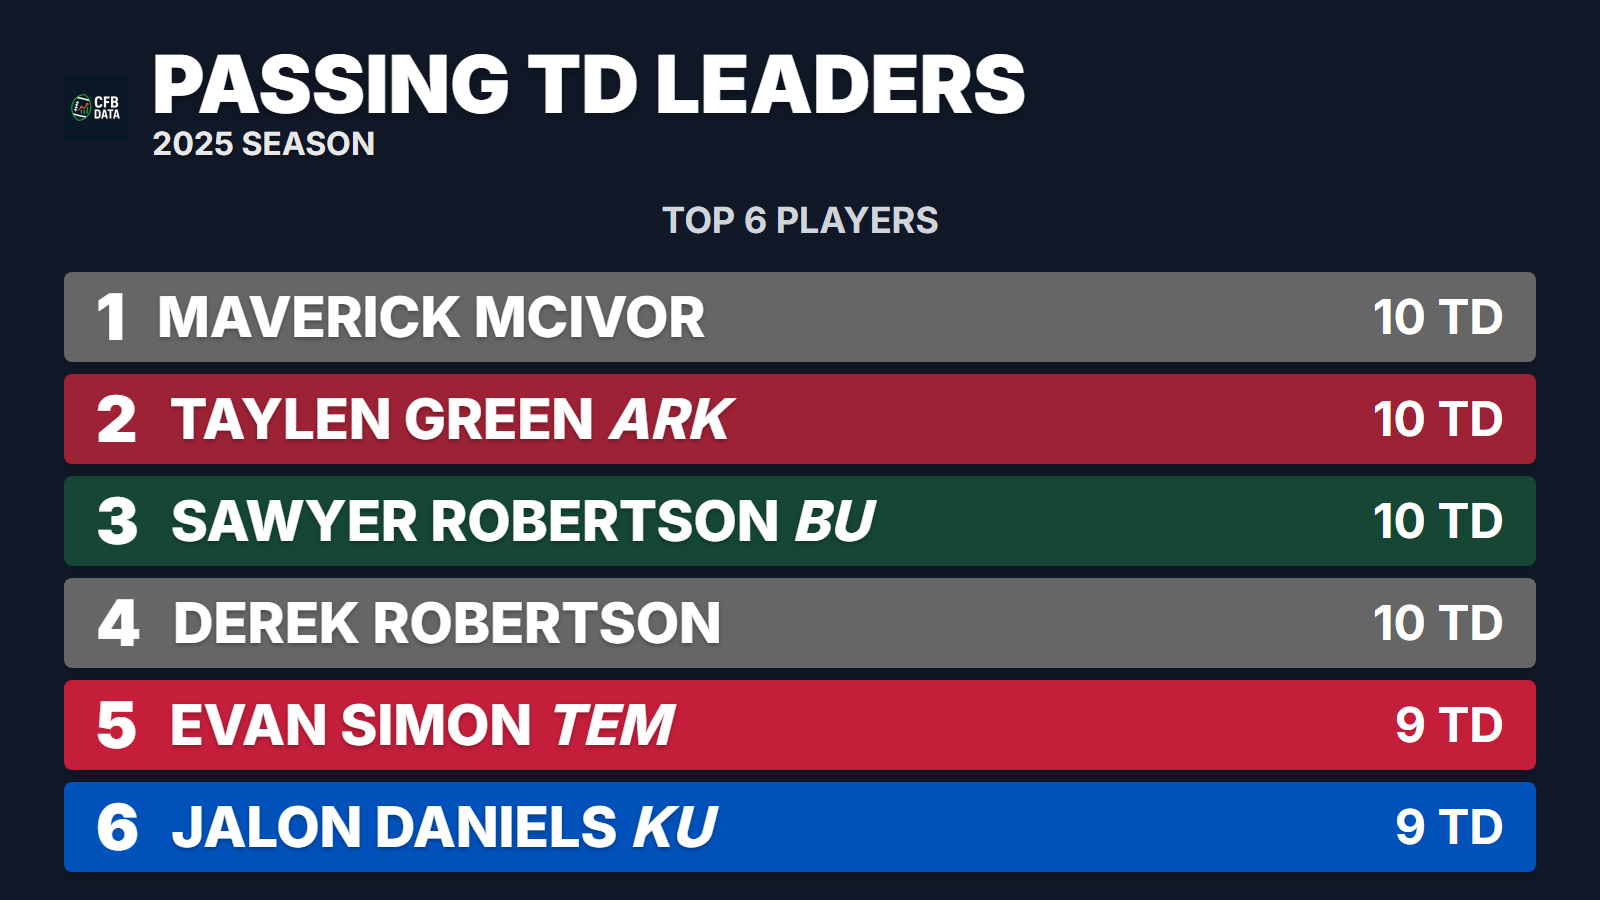 CFB
DATA
PASSING TD LEADERS
2025 SEASON
TOP 6 PLAYERS
1 MAVERICK MCIVOR 10 TD
2 TAYLEN GREEN ARK 10 TD
3 SAWYER ROBERTSON BU 10 TD
4 DEREK ROBERTSON 10 TD
5 EVAN SIMON TEM 9 TD
6 JALON DANIELS KU 9 TD